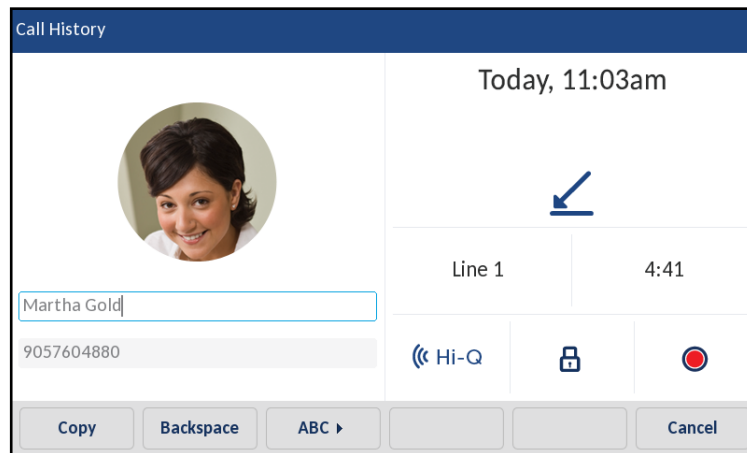 Call History
Today, 11:03am
Line 1
4:41
Martha Gold
9057604880
Hi-Q
Copy
Backspace
ABC
Cancel